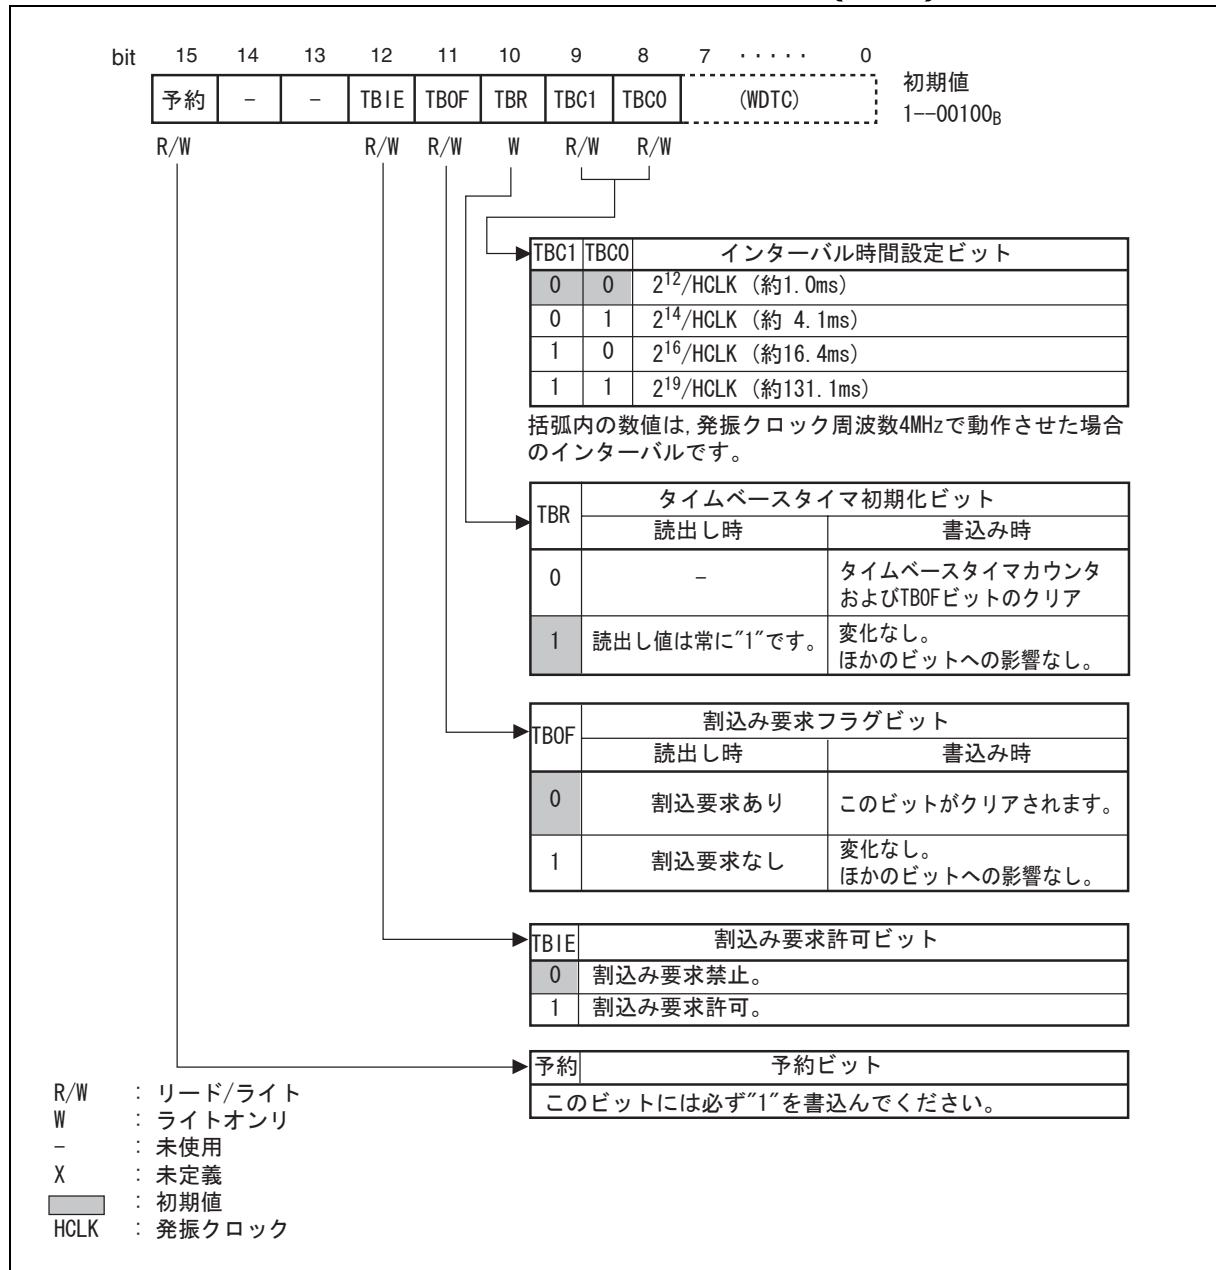 bit 15 14 13 12 11 10 9 8 7 ····· 0
予約 - - TBIE TBOF TBR TBC1 TBC0 (WDTC)
初期値
1--00100B
R/W R/W R/W W R/W R/W
TBC1 TBC0 インターバル時間設定ビット
0 0 2^12/HCLK (約1.0ms)
0 1 2^14/HCLK (約 4.1ms)
1 0 2^16/HCLK (約16.4ms)
1 1 2^19/HCLK (約131.1ms)
括弧内の数値は,発振クロック周波数4MHzで動作させた場合
のインターバルです。
TBR タイムベースタイマ初期化ビット
読出し時 書込み時
0 - タイムベースタイマカウンタ
およびTBOFビットのクリア
1 読出し値は常に"1"です。 変化なし。
ほかのビットへの影響なし。
TBOF 割込み要求フラグビット
読出し時 書込み時
0 割込要求あり このビットがクリアされます。
1 割込要求なし 変化なし。
ほかのビットへの影響なし。
TBIE 割込み要求許可ビット
0 割込み要求禁止。
1 割込み要求許可。
予約 予約ビット
このビットには必ず"1"を書込んでください。
R/W : リード/ライト
W : ライトオンリ
- : 未使用
X : 未定義
: 初期値
HCLK : 発振クロック